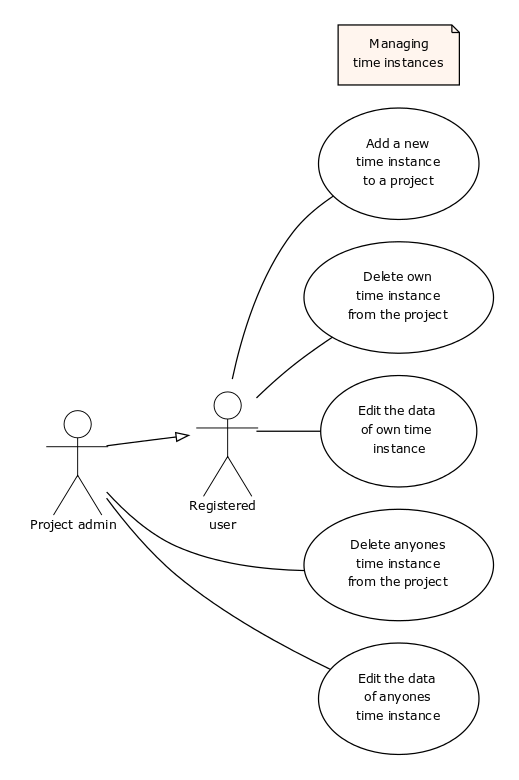 Managing
time instances
Add a new
time instance
to a project
Delete own
time instance
from the project
Edit the data
of own time
instance
Registered
user
Project admin
Delete anyones
time instance
from the project
Edit the data
of anyones
time instance